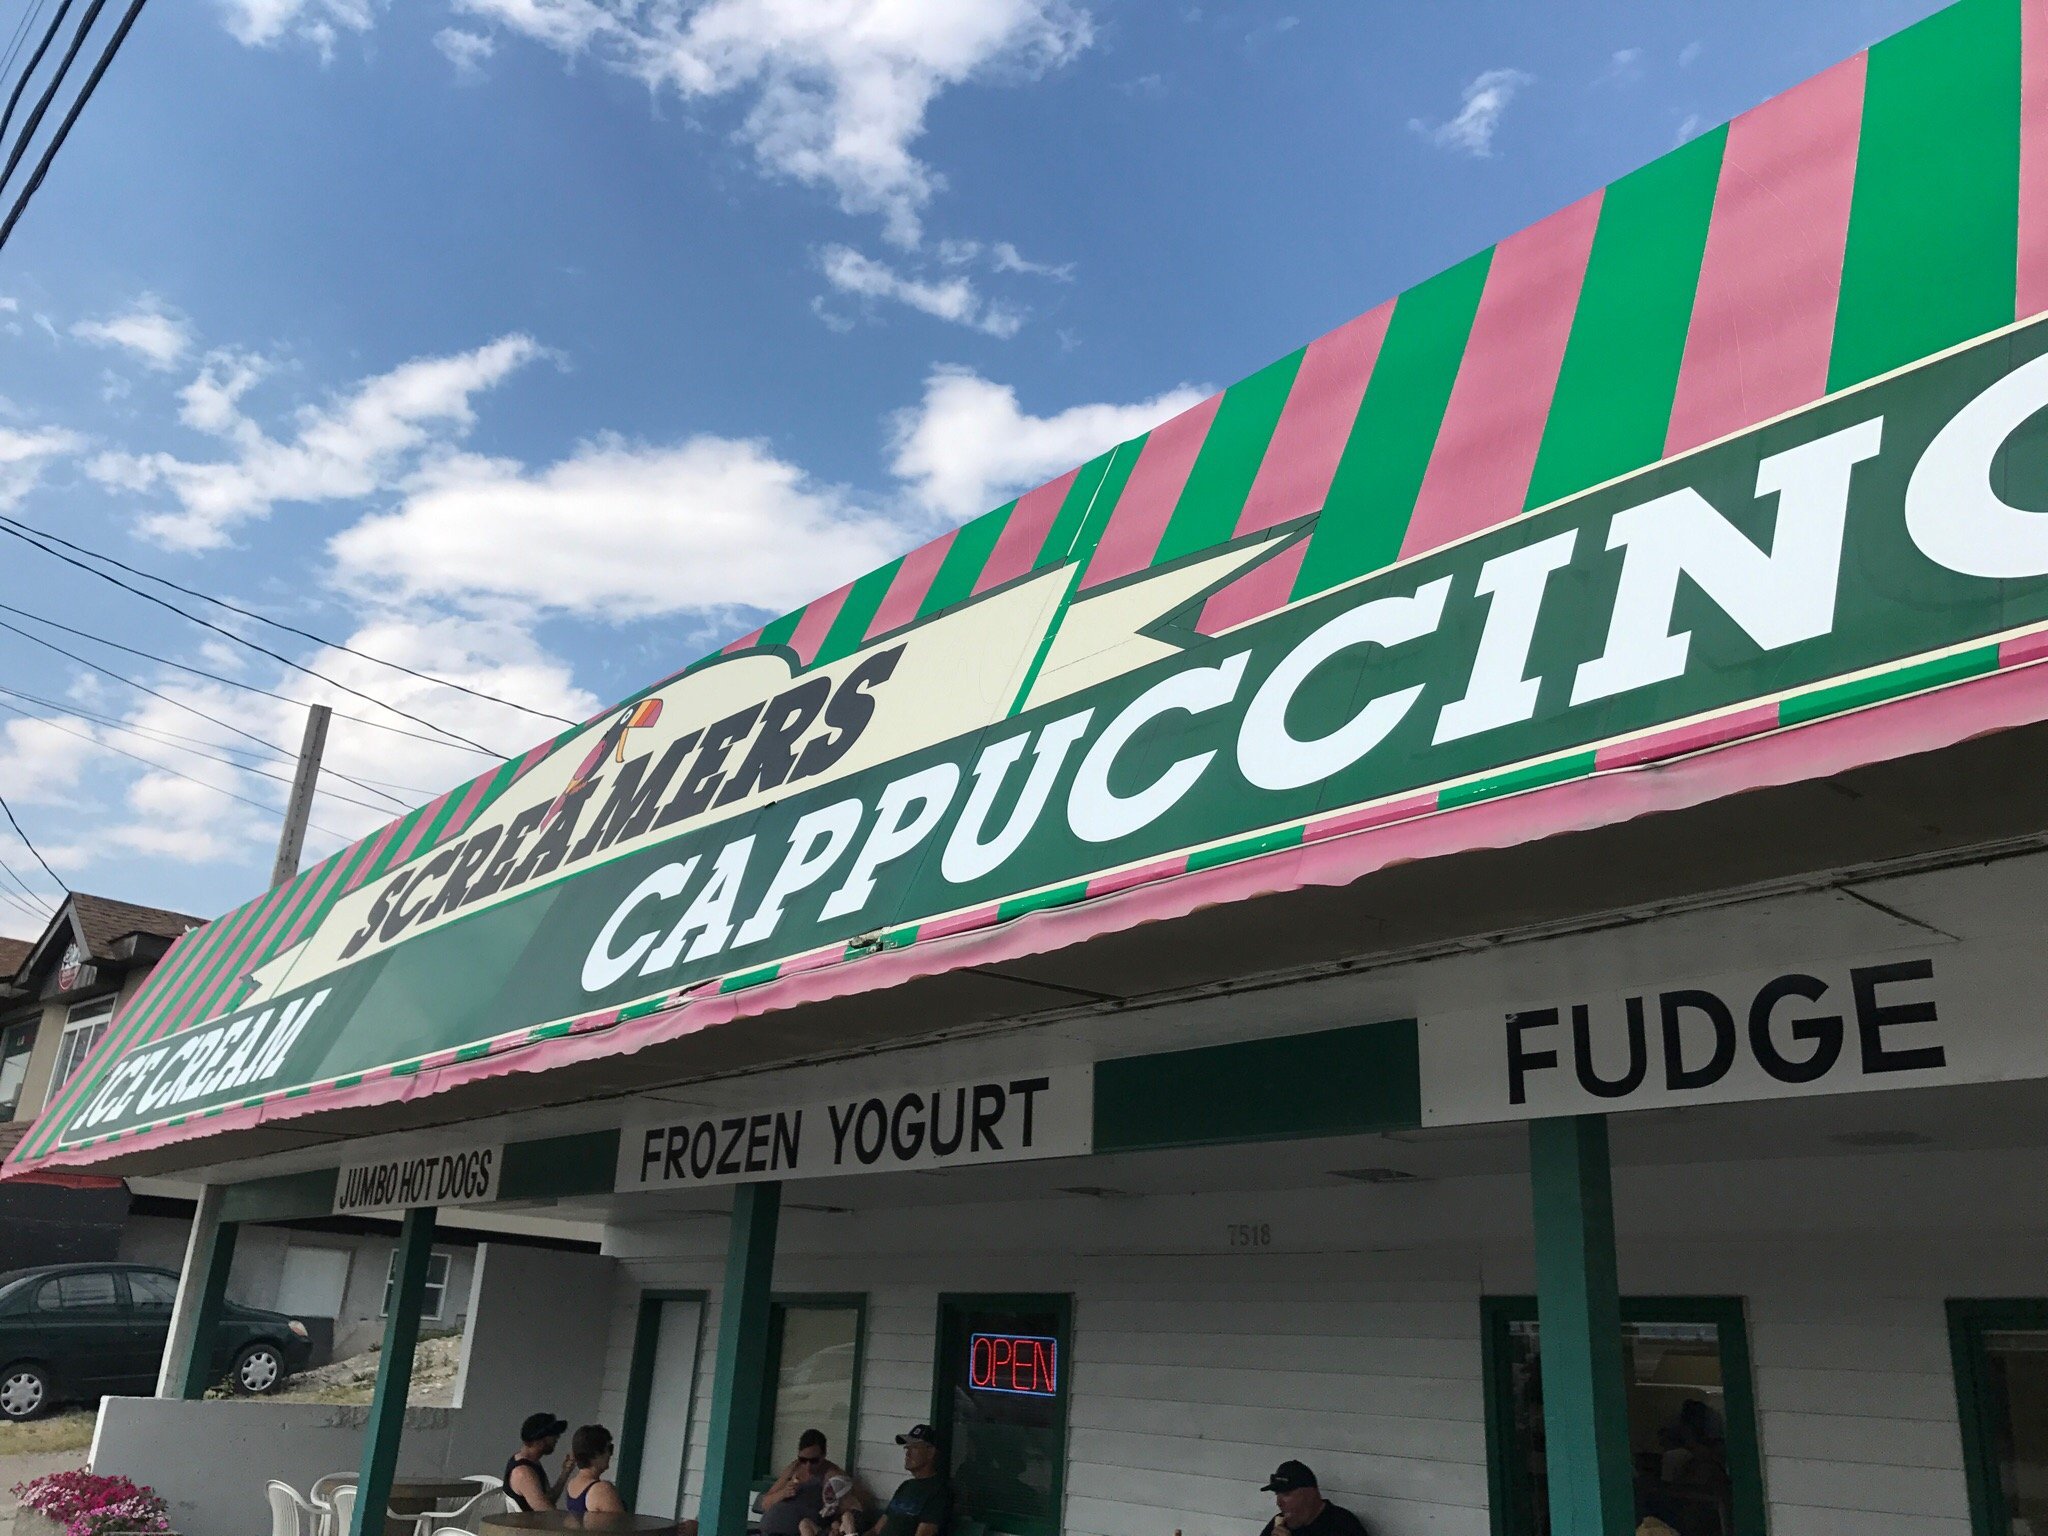 SCREAMERS
ICE CREAM
CAPPUCCINO
JUMBO HOT DOGS
FROZEN YOGURT
FUDGE
7518
OPEN